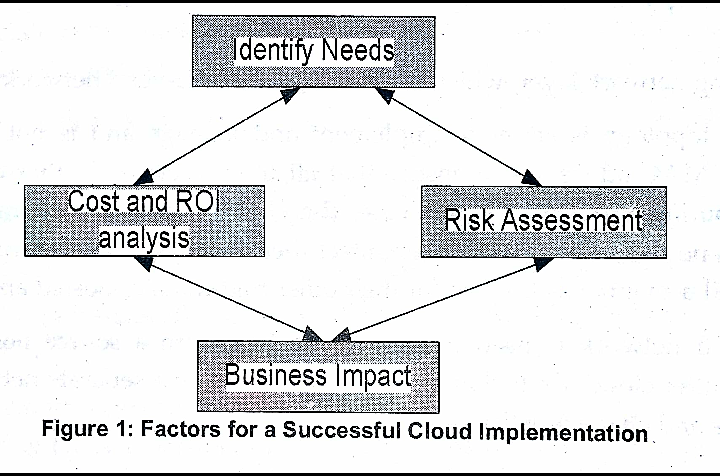 Identify Needs
Cost and ROI
analysis
Risk Assessment
Business Impact
Figure 1: Factors for a Successful Cloud Implementation